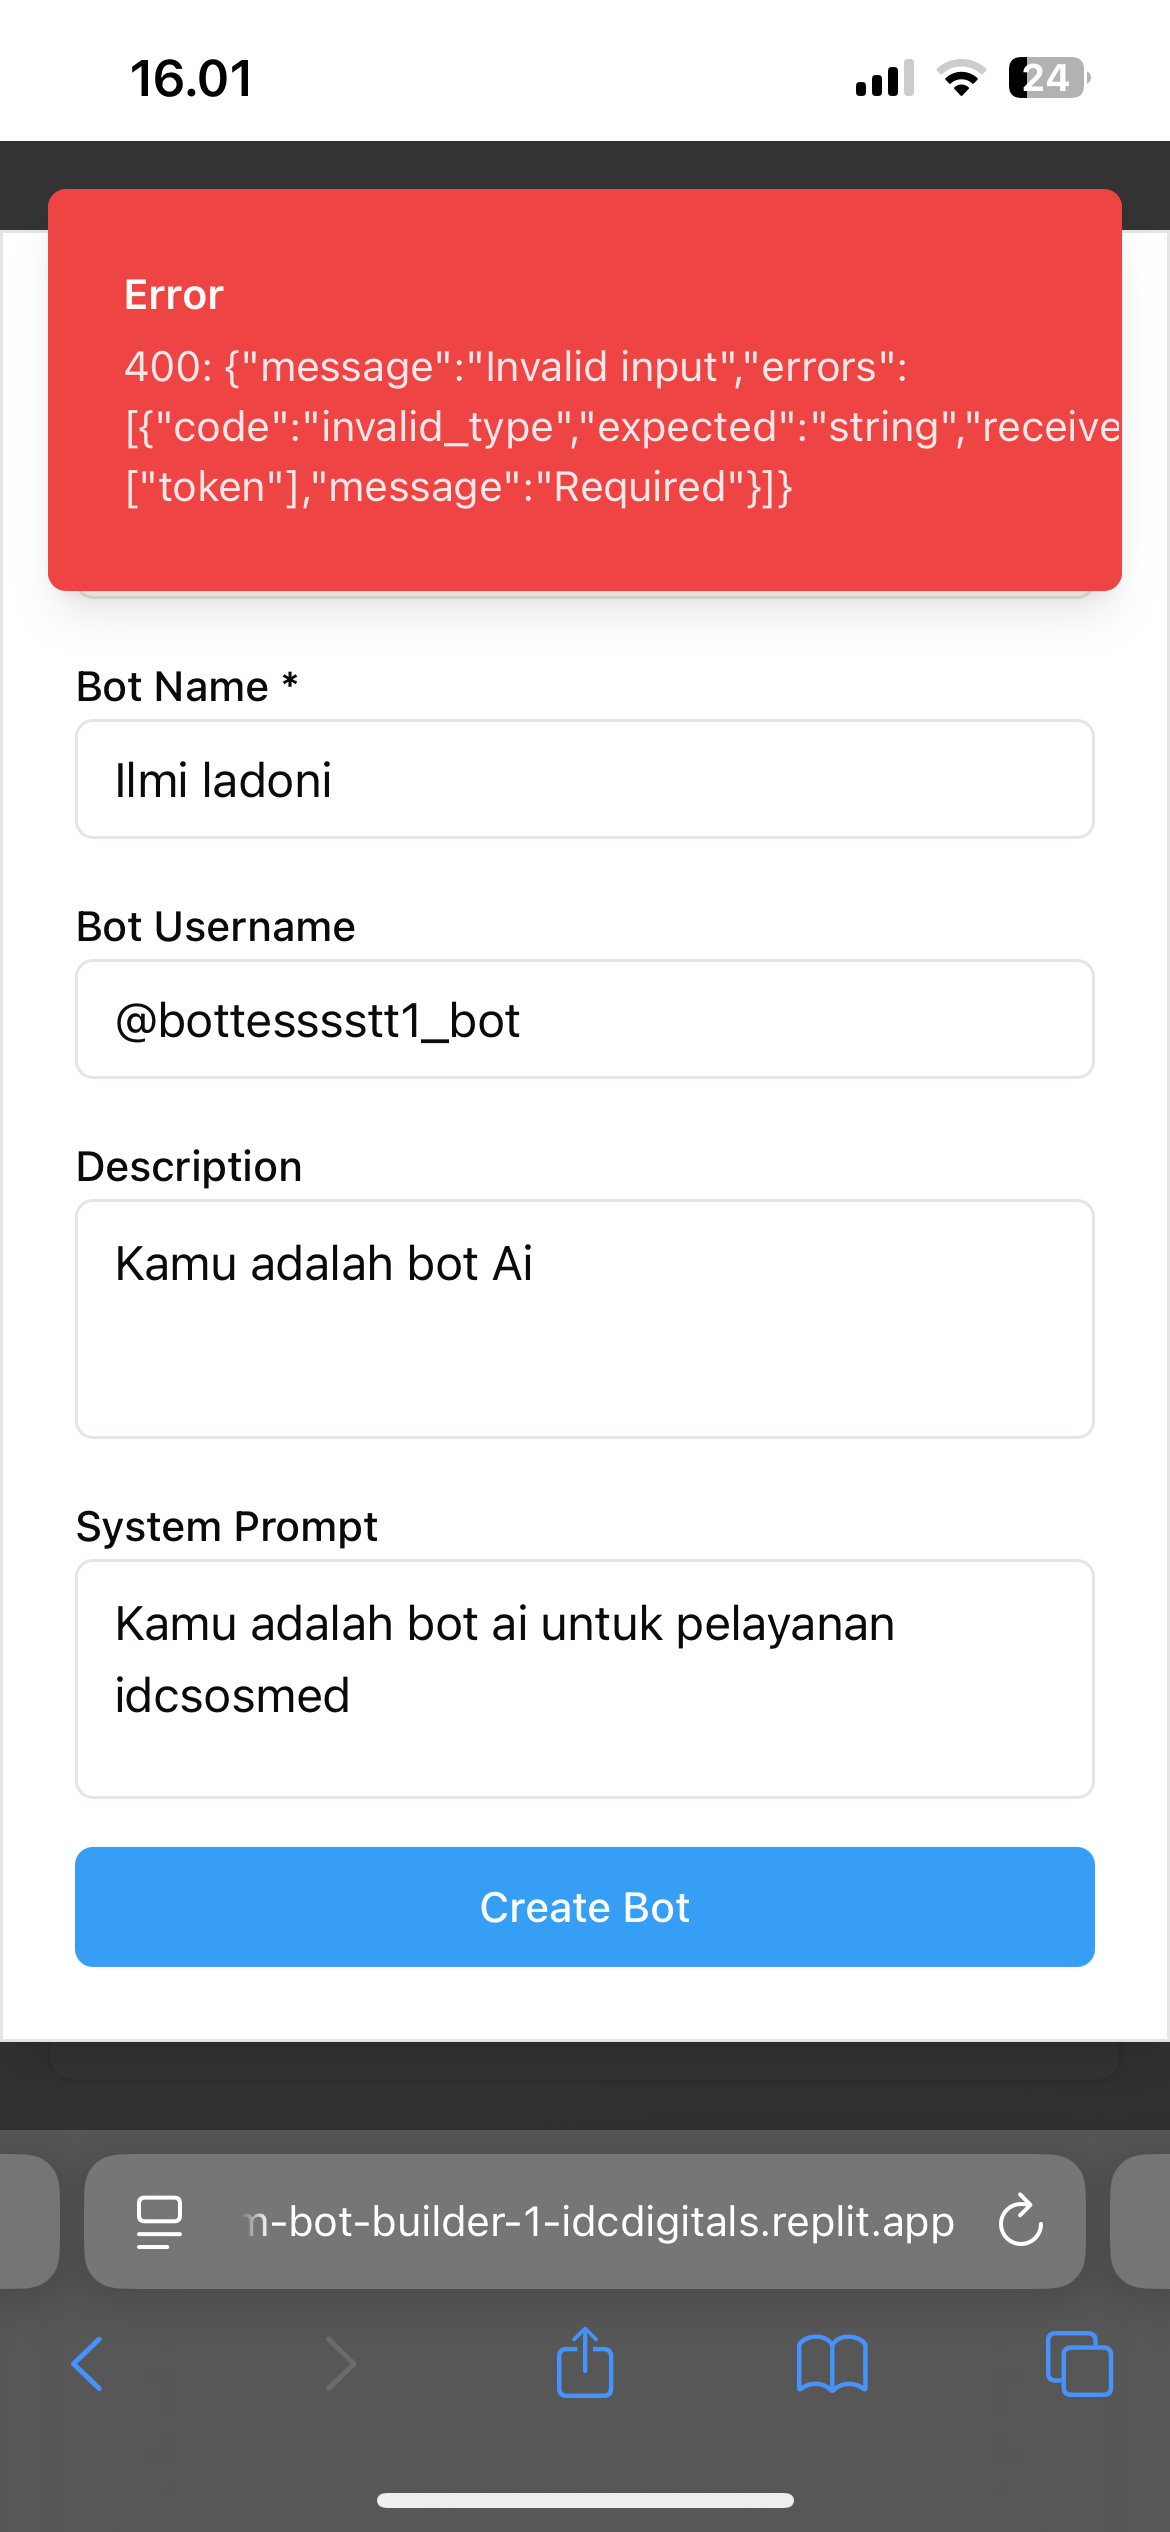 16.01
24
Error
400: {"message":"Invalid input","errors":
[{"code":"invalid_type","expected":"string","receive
["token"],"message":"Required"}]}
Bot Name *
Ilmi ladoni
Bot Username
@bottesssstt1_bot
Description
Kamu adalah bot Ai
System Prompt
Kamu adalah bot ai untuk pelayanan
idcsosmed
Create Bot
n-bot-builder-1-idcdigitals.replit.app